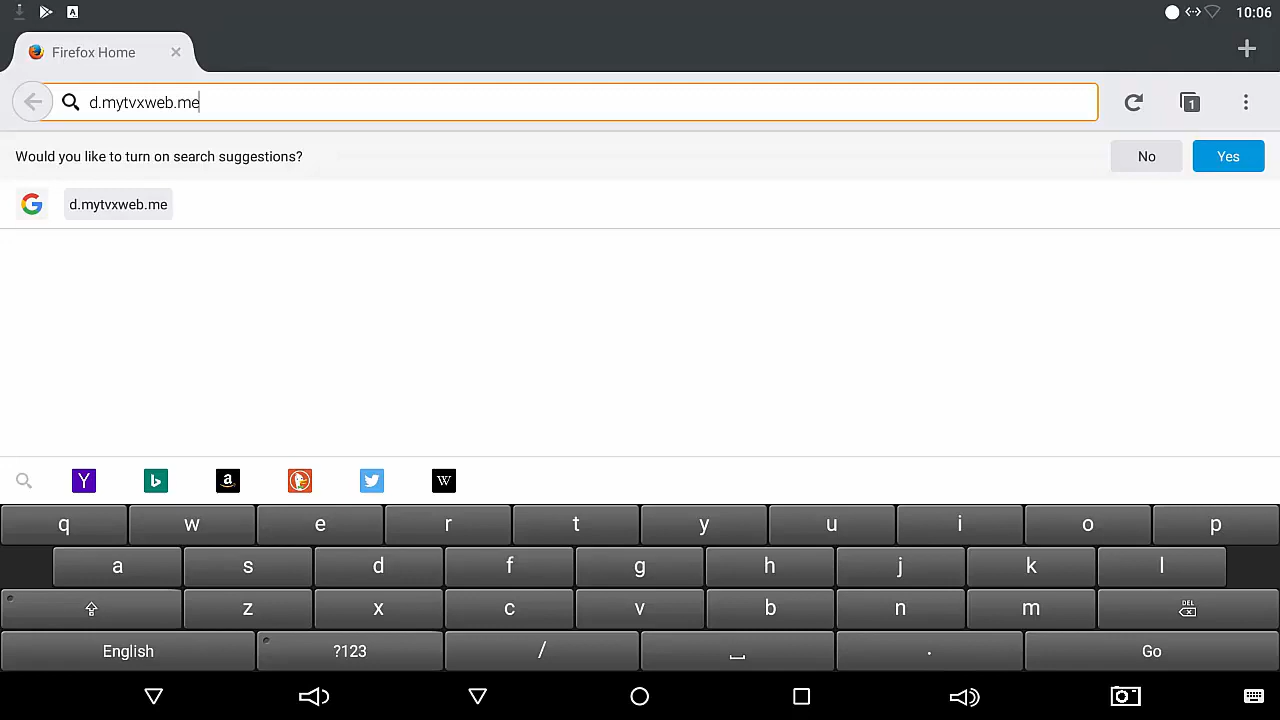 10:06
Firefox Home
d.mytvxweb.me
1
Would you like to turn on search suggestions?
No
Yes
d.mytvxweb.me
q w e r t y u i o p
a s d f g h j k l
z x c v b n m DEL
English ?123 / . Go